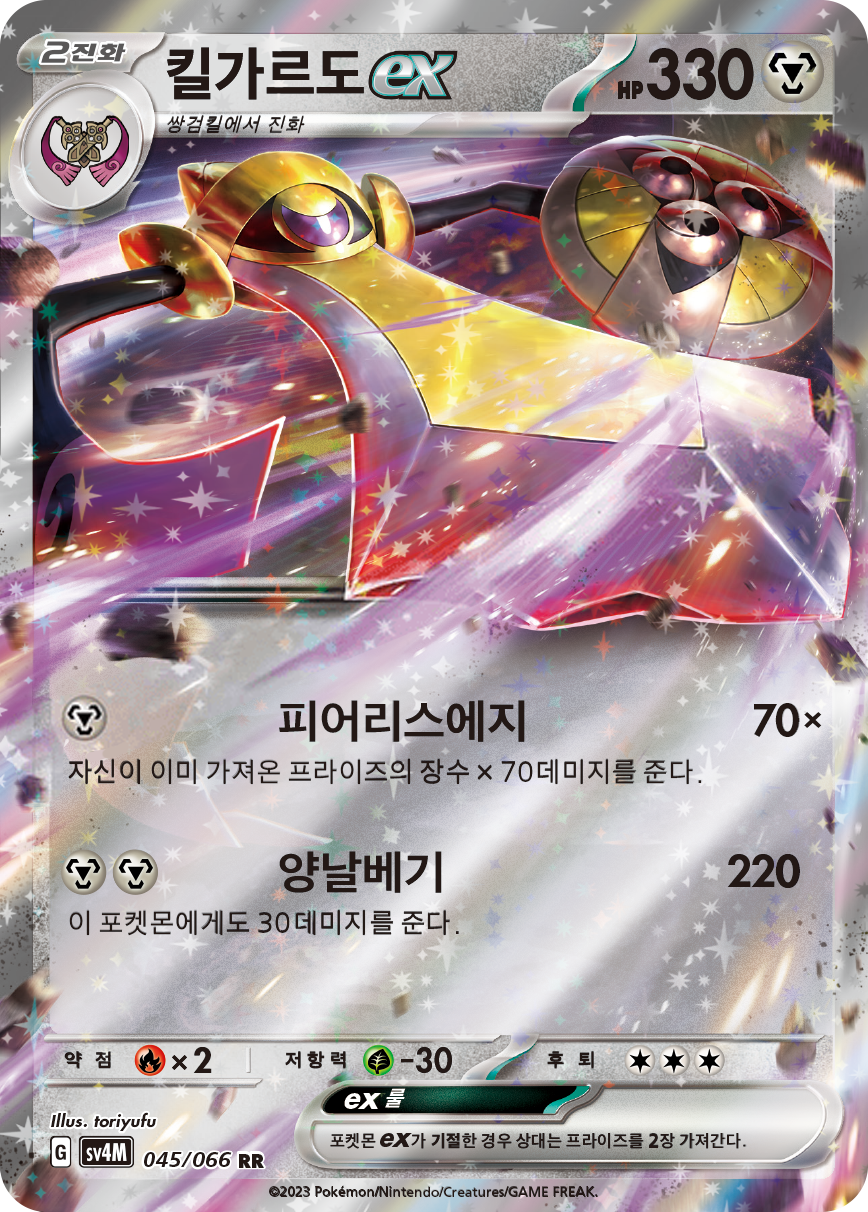 2진화
킬가르도ex HP330
쌍검킬에서 진화
피어리스에지 70×
자신이 이미 가져온 프라이즈의 장수 × 70데미지를 준다.
양날베기 220
이 포켓몬에게도 30데미지를 준다.
약점 ×2 저항력 -30 후퇴
ex 룰
포켓몬 ex가 기절한 경우 상대는 프라이즈를 2장 가져간다.
Illus. toriyufu
G sv4M 045/066 RR
©2023 Pokémon/Nintendo/Creatures/GAME FREAK.